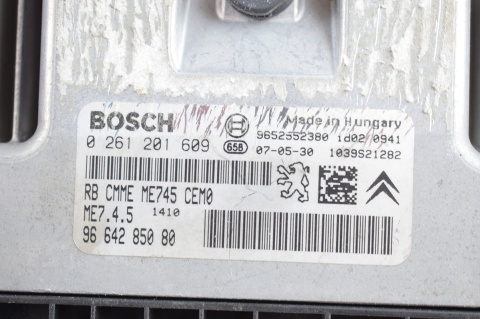 BOSCH Made in Hungary
9652552380 1d02 0941
0 261 201 609 658 07-05-30 1039S21282
RB CMME ME745 CEM0
ME7.4.5 1410
96 642 850 80